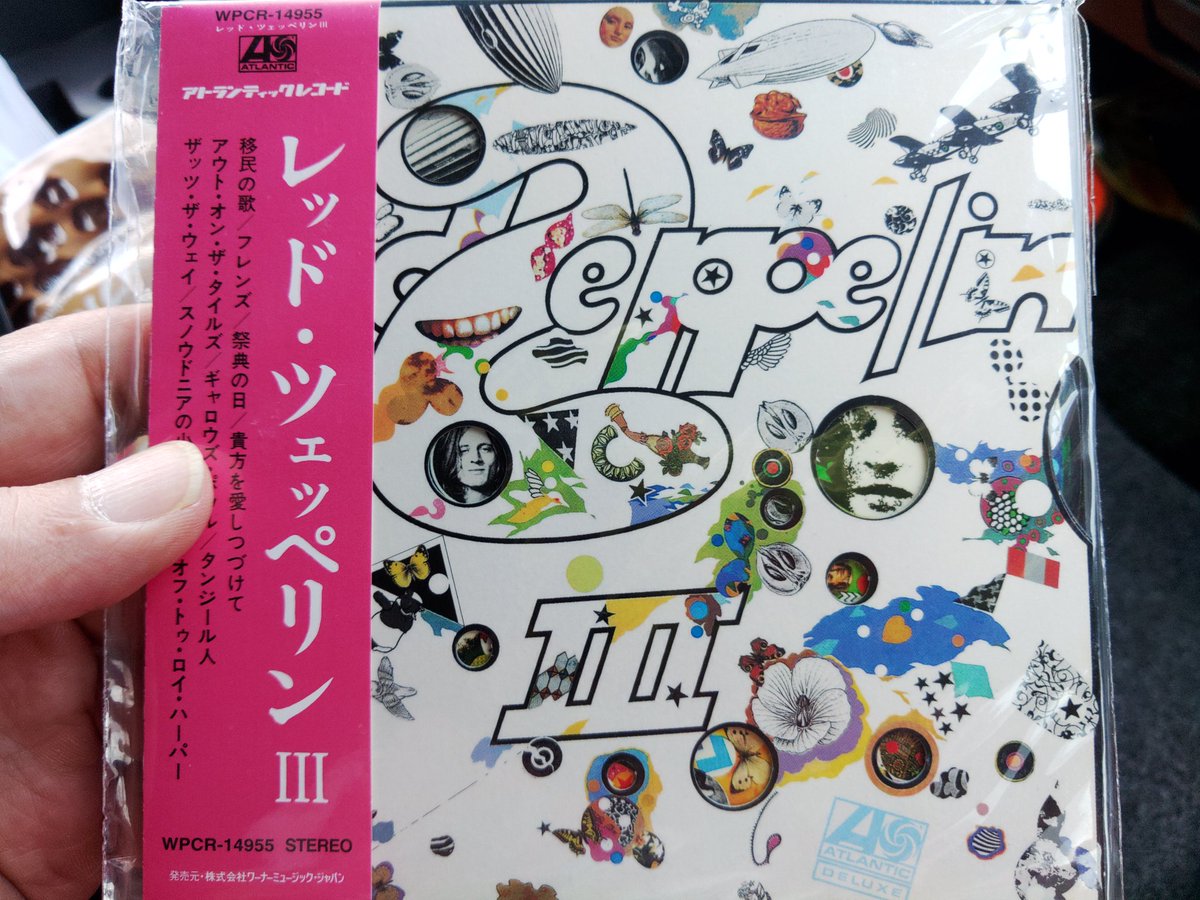 WPCR-14955
レッド・ツェッペリン III
ATLANTIC
アトランティックレコード
レッド・ツェッペリン III
移民の歌/フレンズ/祭典の日/貴方を愛しつづけて
アウト・オン・ザ・タイルズ/ギャロウズ /タンジール人
ザッツ・ザ・ウェイ/スノウドニアの オフ・トゥ・ロイ・ハーパー
WPCR-14955 STEREO
発売元・株式会社ワーナーミュージック・ジャパン
Zeppelin
III
ATLANTIC
DELUXE